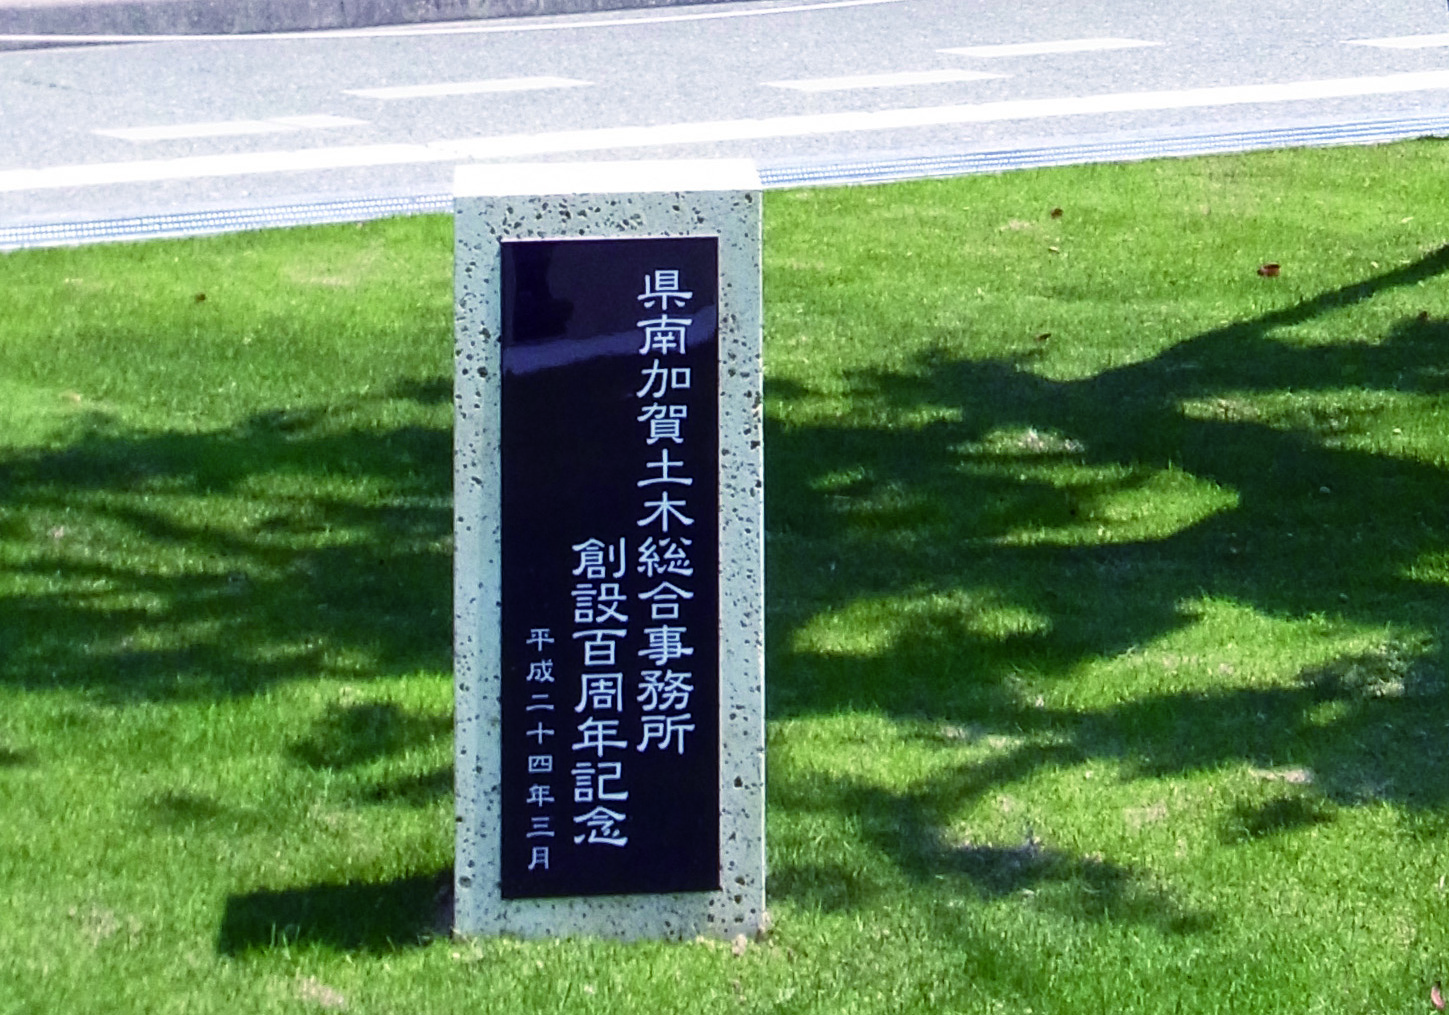 県南加賀土木総合事務所
創設百周年記念
平成二十四年三月